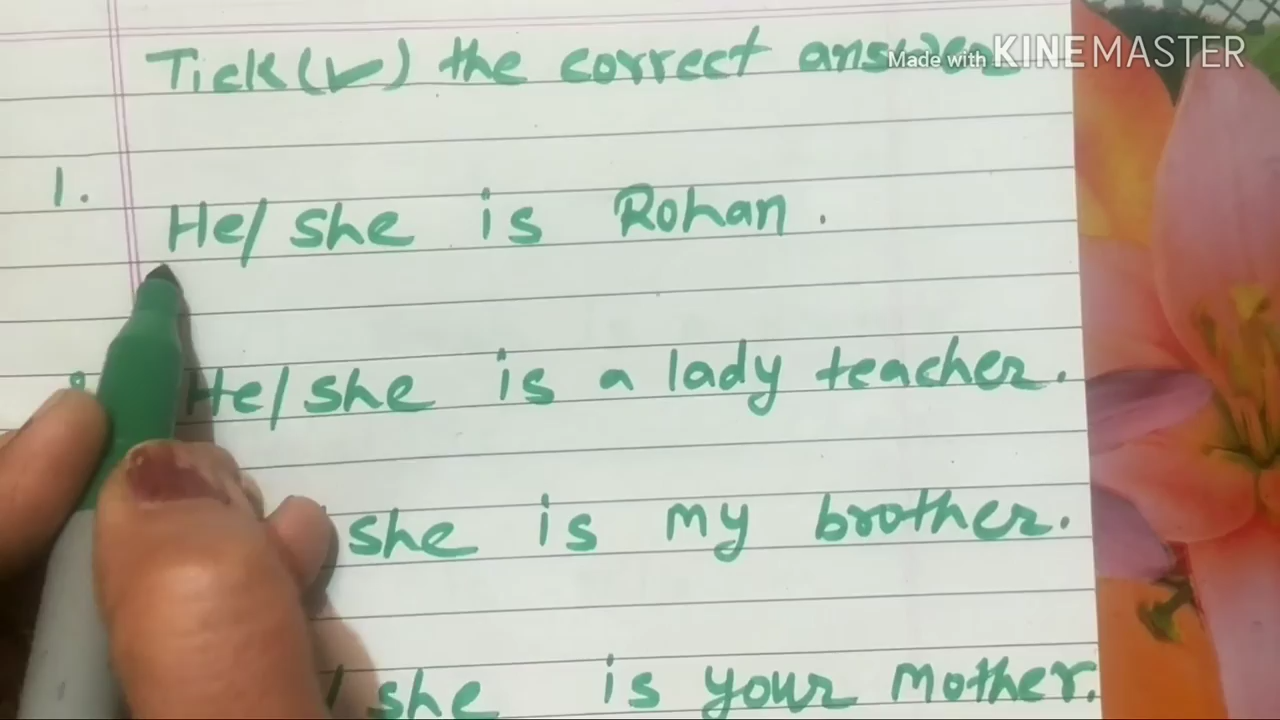 Tick(✓) the correct answer
Made with KINEMASTER
1.
He/ she is Rohan.
He/she is a lady teacher.
she is my brother.
/ she is your Mother.